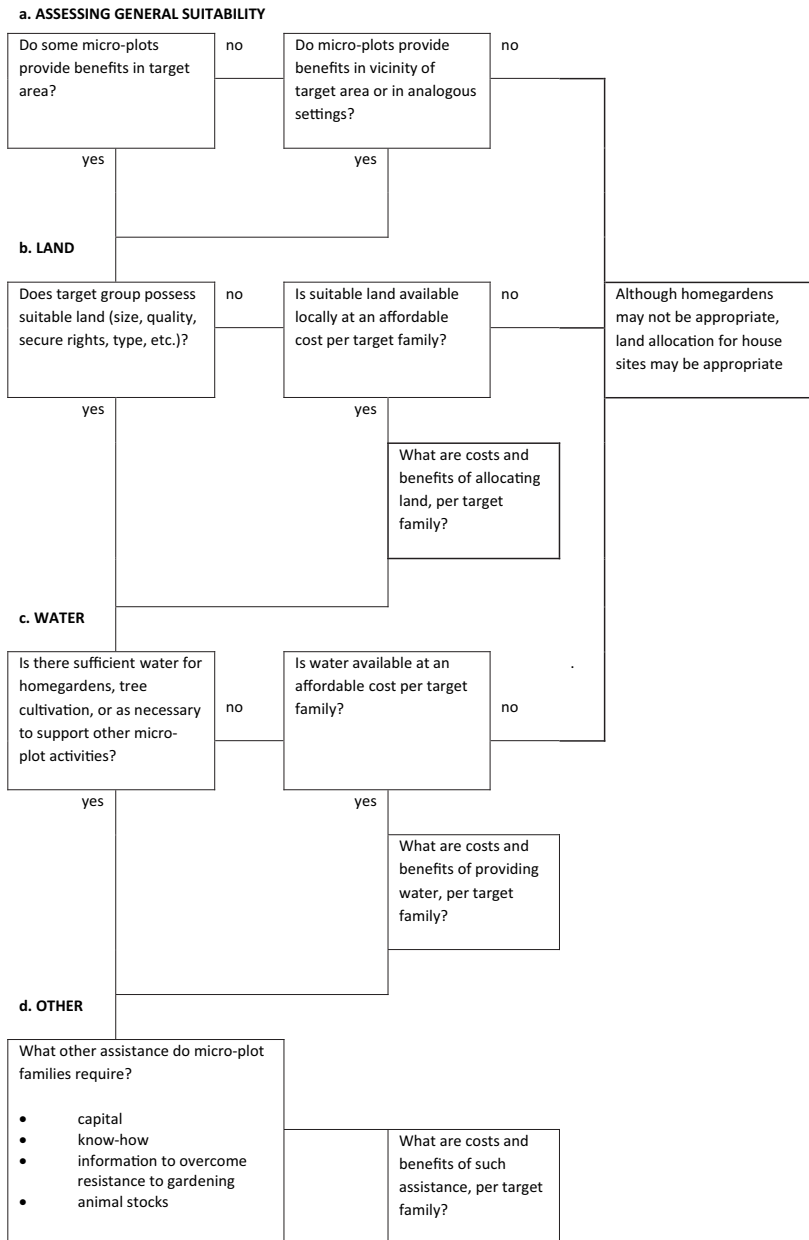 a. ASSESSING GENERAL SUITABILITY
Do some micro-plots
provide benefits in target
area?
no
Do micro-plots provide
benefits in vicinity of
target area or in analogous
settings?
no
yes
yes
b. LAND
Does target group possess
suitable land (size, quality,
secure rights, type, etc.)?
no
Is suitable land available
locally at an affordable
cost per target family?
no
Although homegardens
may not be appropriate,
land allocation for house
sites may be appropriate
yes
yes
What are costs and
benefits of allocating
land, per target
family?
c. WATER
Is there sufficient water for
homegardens, tree
cultivation, or as necessary
to support other micro-
plot activities?
no
Is water available at an
affordable cost per target
family?
no
.
yes
yes
What are costs and
benefits of providing
water, per target
family?
d. OTHER
What other assistance do micro-plot
families require?
• capital
• know-how
• information to overcome
resistance to gardening
• animal stocks
What are costs and
benefits of such
assistance, per target
family?